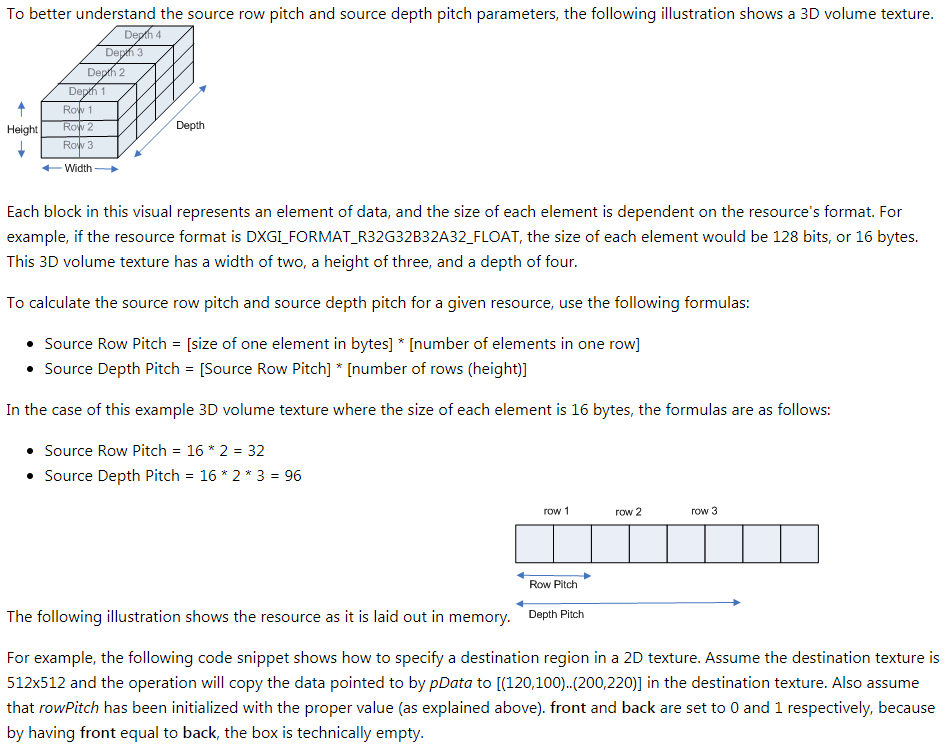 To better understand the source row pitch and source depth pitch parameters, the following illustration shows a 3D volume texture.
Depth 4
Depth 3
Depth 2
Depth 1
Row 1
Row 2
Row 3
Height
Depth
Width
Each block in this visual represents an element of data, and the size of each element is dependent on the resource's format. For
example, if the resource format is DXGI_FORMAT_R32G32B32A32_FLOAT, the size of each element would be 128 bits, or 16 bytes.
This 3D volume texture has a width of two, a height of three, and a depth of four.
To calculate the source row pitch and source depth pitch for a given resource, use the following formulas:
• Source Row Pitch = [size of one element in bytes] * [number of elements in one row]
• Source Depth Pitch = [Source Row Pitch] * [number of rows (height)]
In the case of this example 3D volume texture where the size of each element is 16 bytes, the formulas are as follows:
• Source Row Pitch = 16 * 2 = 32
• Source Depth Pitch = 16 * 2 * 3 = 96
row 1 row 2 row 3
Row Pitch
Depth Pitch
The following illustration shows the resource as it is laid out in memory.
For example, the following code snippet shows how to specify a destination region in a 2D texture. Assume the destination texture is
512x512 and the operation will copy the data pointed to by pData to [(120,100)..(200,220)] in the destination texture. Also assume
that rowPitch has been initialized with the proper value (as explained above). front and back are set to 0 and 1 respectively, because
by having front equal to back, the box is technically empty.